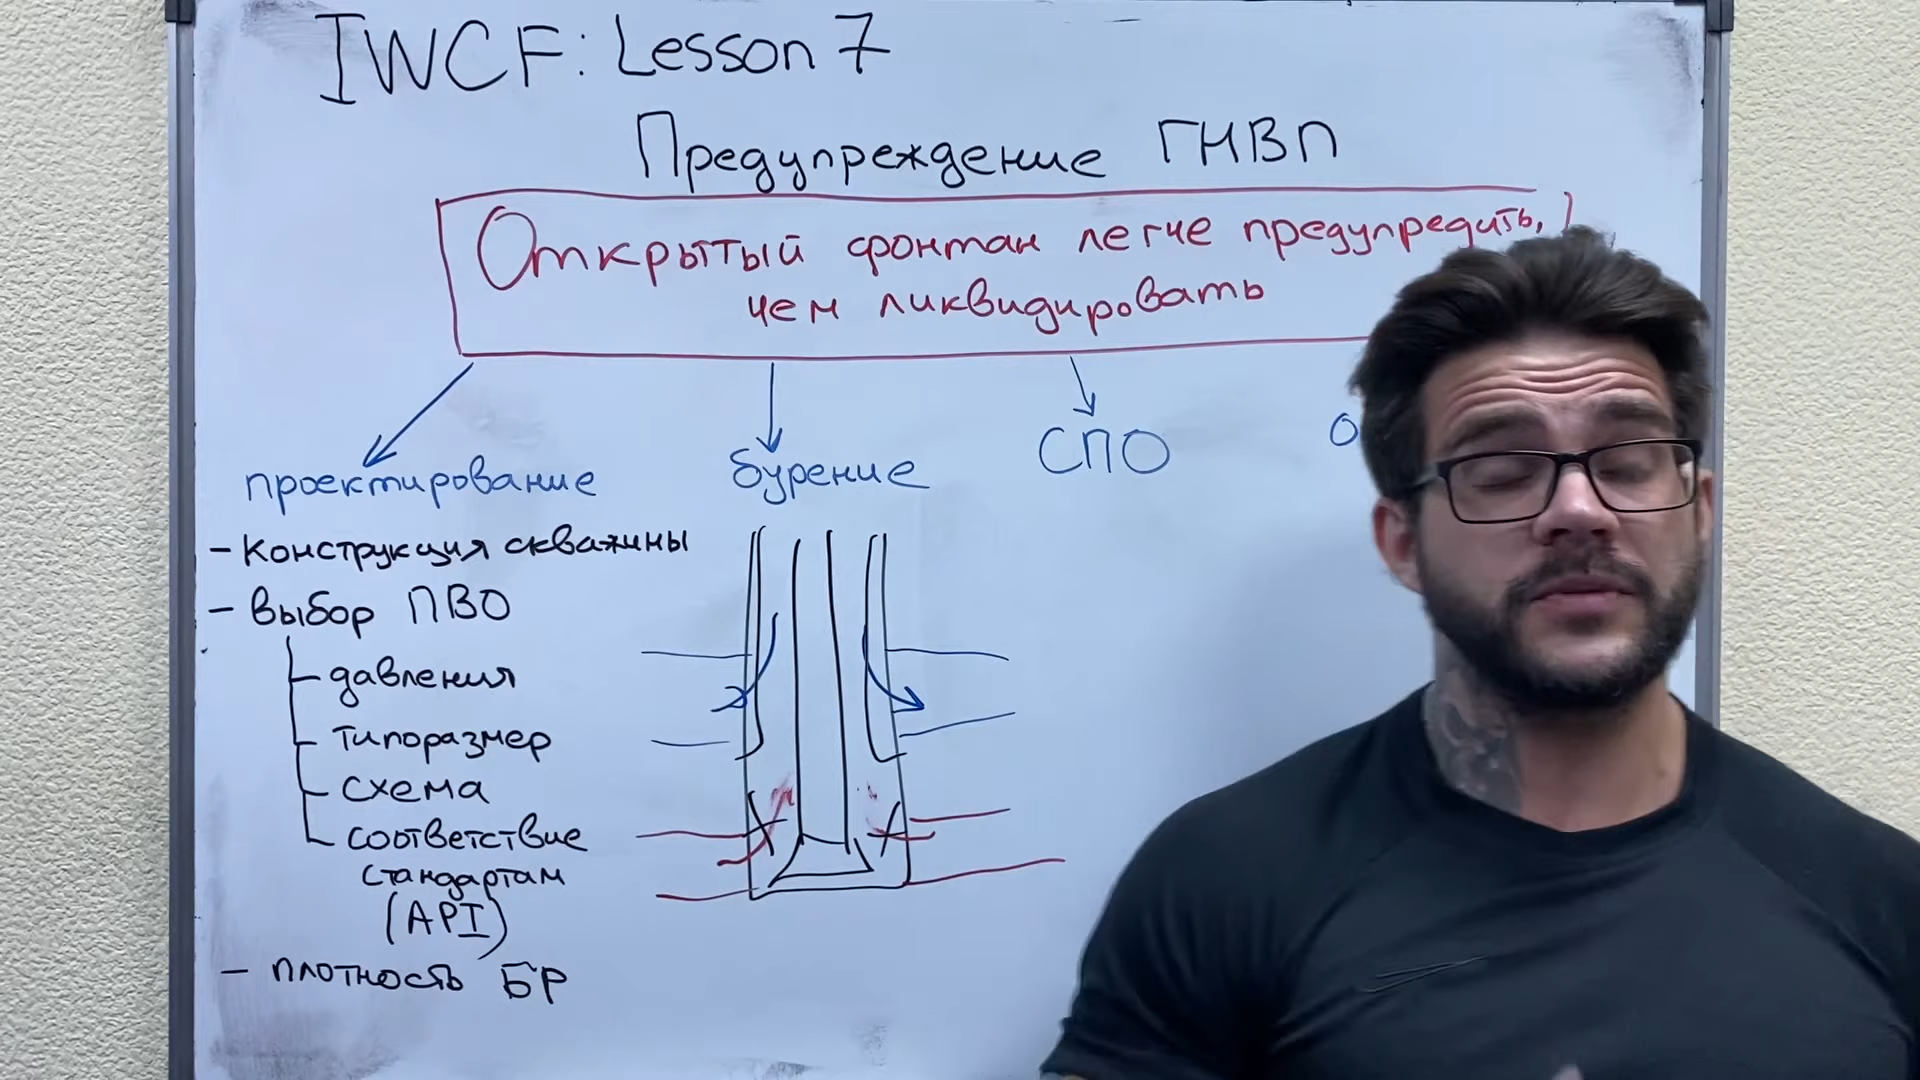 IWCF: Lesson 7
Предупреждение ГНВП
Открытый фонтан легче предупредить,
чем ликвидировать
проектирование
бурение
СПО
- Конструкция скважины
- выбор ПВО
давления
типоразмер
схема
соответствие
стандартам
(API)
- плотность БР